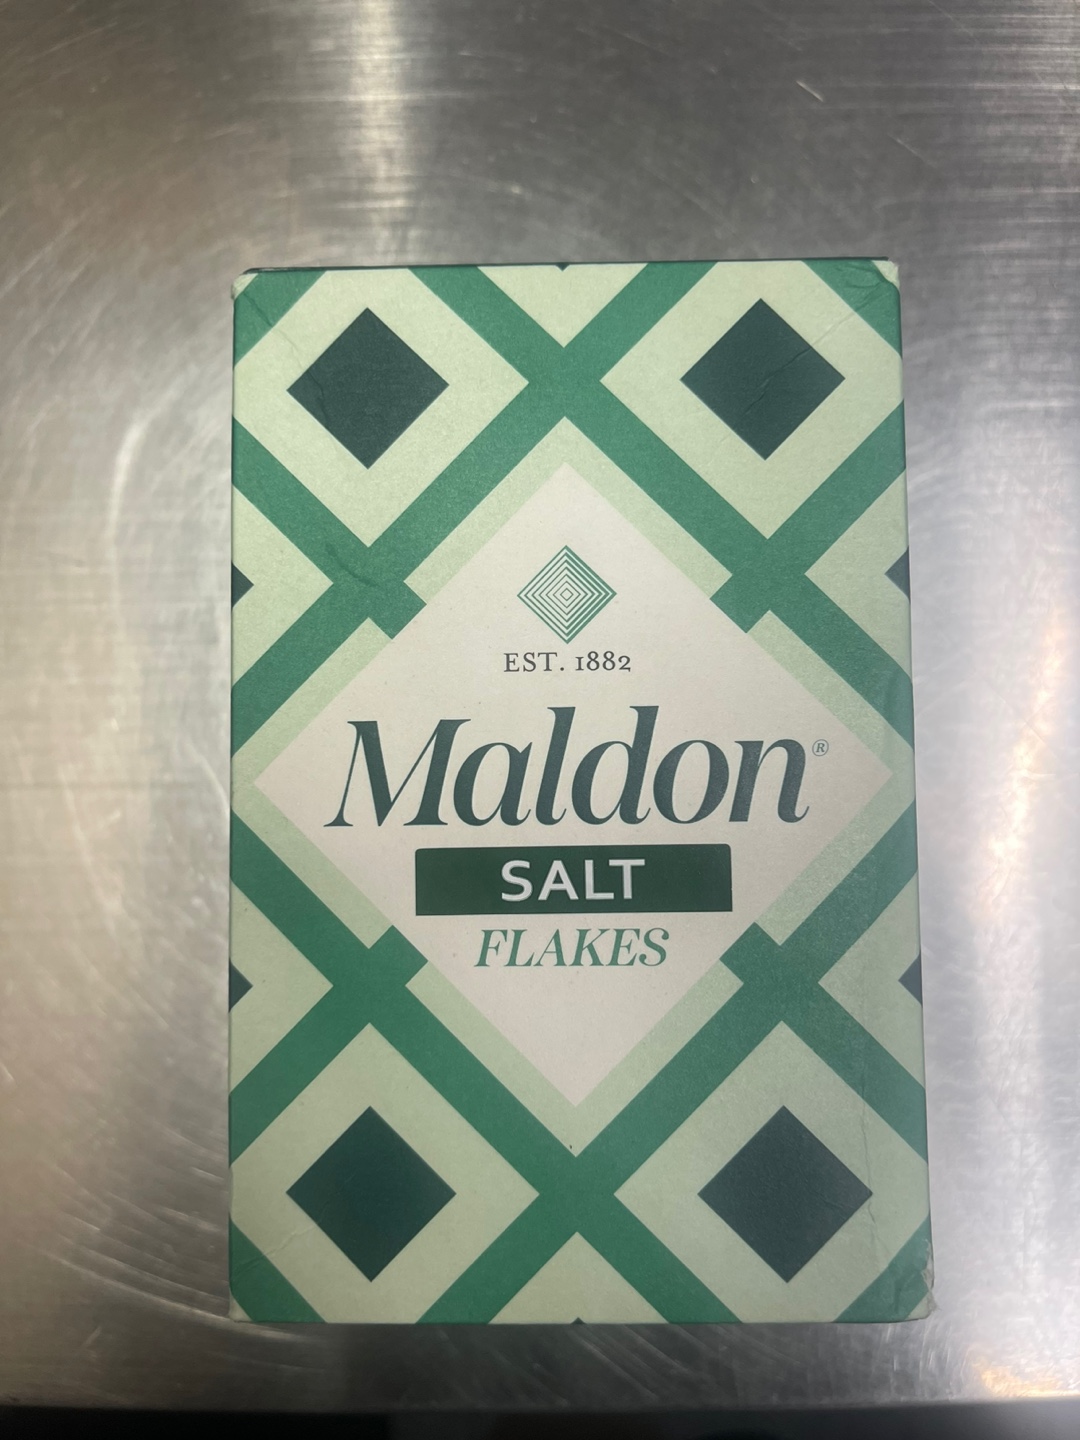 EST. 1882
Maldon®
SALT
FLAKES